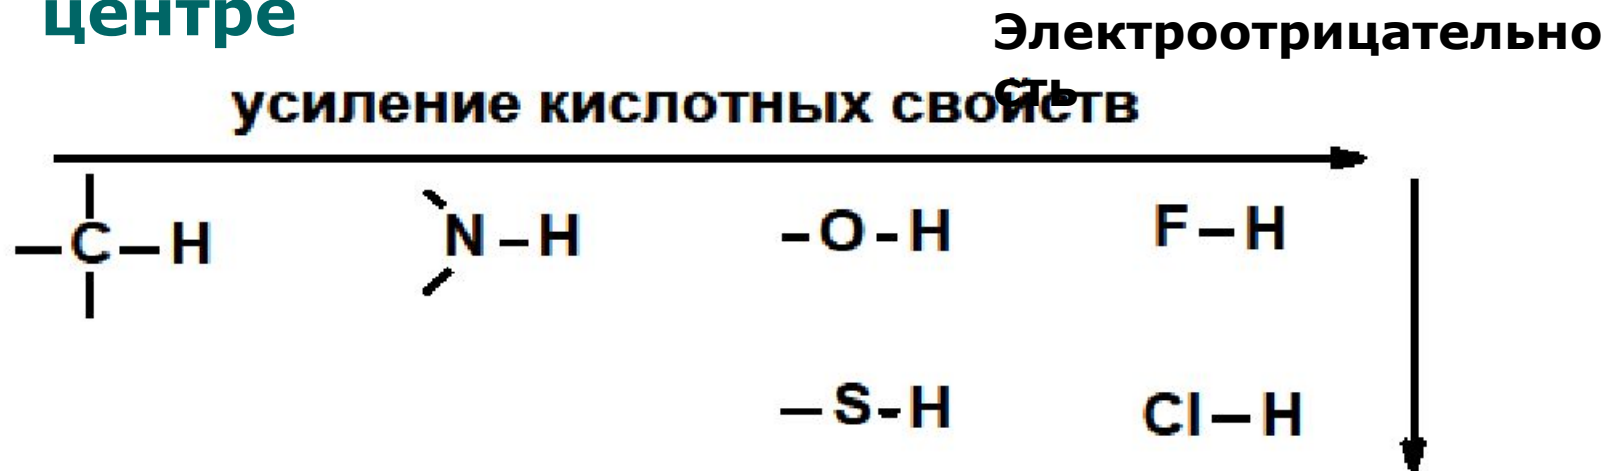 центре
Электроотрицательно
сть
усиление кислотных свойств
–C–H
N–H
–O-H
F–H
–S-H
Cl–H